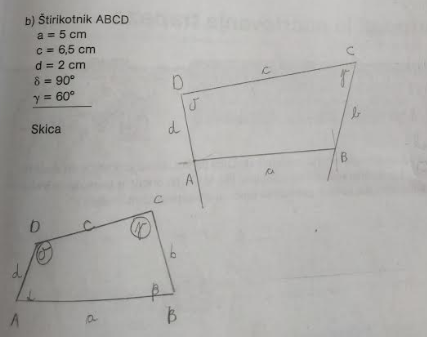 b) Štirikotnik ABCD
a = 5 cm
c = 6,5 cm
d = 2 cm
δ = 90°
γ = 60°
Skica
D c C
δ γ
d b
A a B
D c C
δ γ
d b
α β
A a B